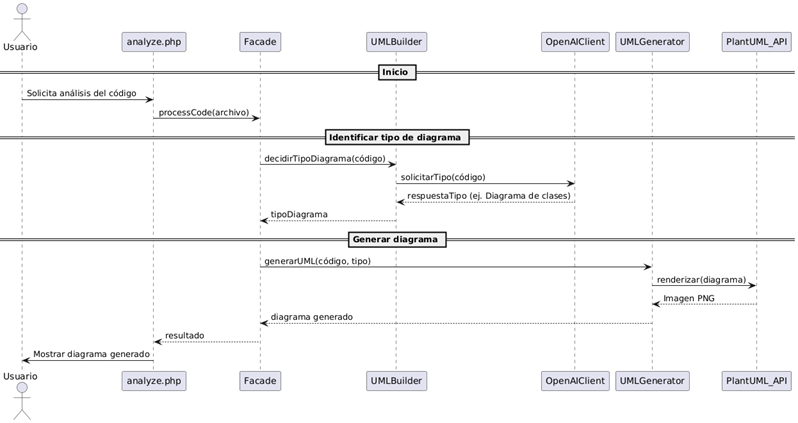 Usuario
analyze.php
Facade
UMLBuilder
OpenAIClient
UMLGenerator
PlantUML_API
Inicio
Solicita análisis del código
processCode(archivo)
Identificar tipo de diagrama
decidirTipoDiagrama(código)
solicitarTipo(código)
respuestaTipo (ej. Diagrama de clases)
tipoDiagrama
Generar diagrama
generarUML(código, tipo)
renderizar(diagrama)
Imagen PNG
diagrama generado
resultado
Mostrar diagrama generado
Usuario
analyze.php
Facade
UMLBuilder
OpenAIClient
UMLGenerator
PlantUML_API